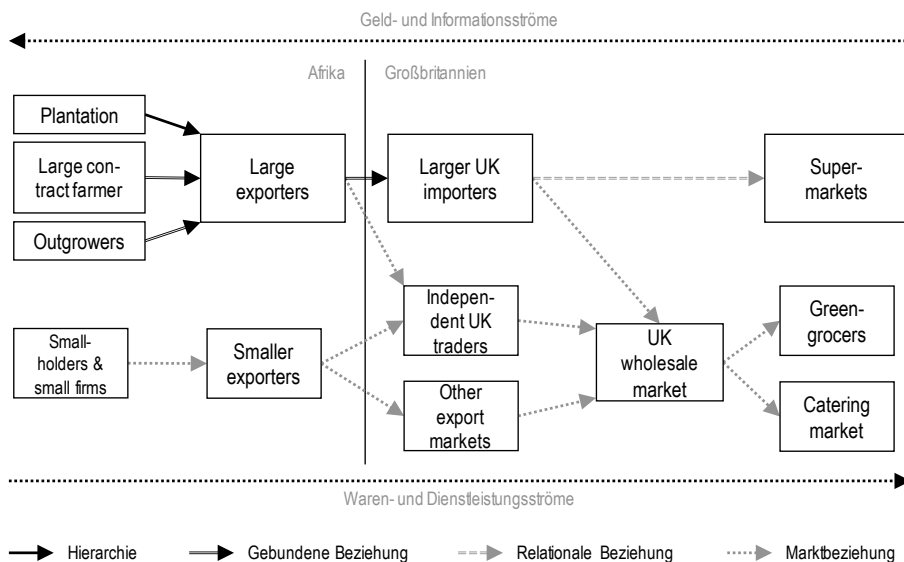 Geld- und Informationsströme
Afrika
Großbritannien
Plantation
Large con-
tract farmer
Outgrowers
Large
exporters
Larger UK
importers
Super-
markets
Small-
holders &
small firms
Smaller
exporters
Indepen-
dent UK
traders
Other
export
markets
UK
wholesale
market
Green-
grocers
Catering
market
Waren- und Dienstleistungsströme
Hierarchie
Gebundene Beziehung
Relationale Beziehung
Marktbeziehung